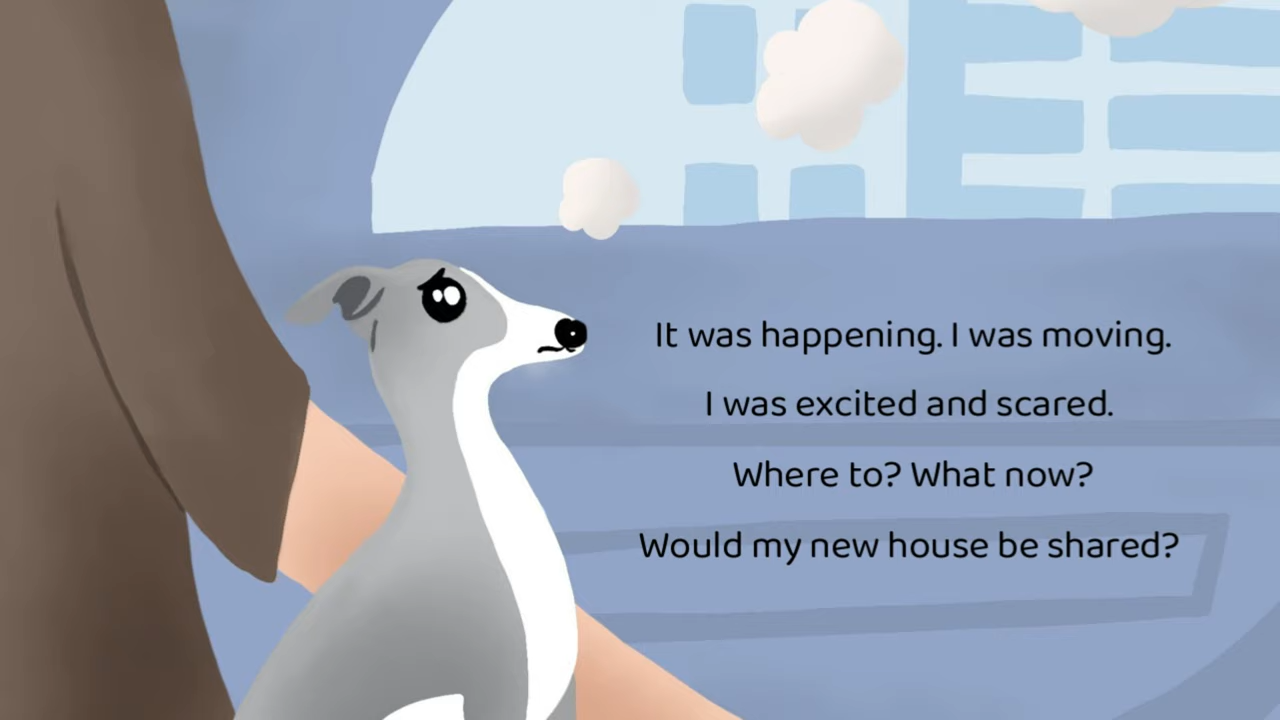 It was happening. I was moving.
I was excited and scared.
Where to? What now?
Would my new house be shared?